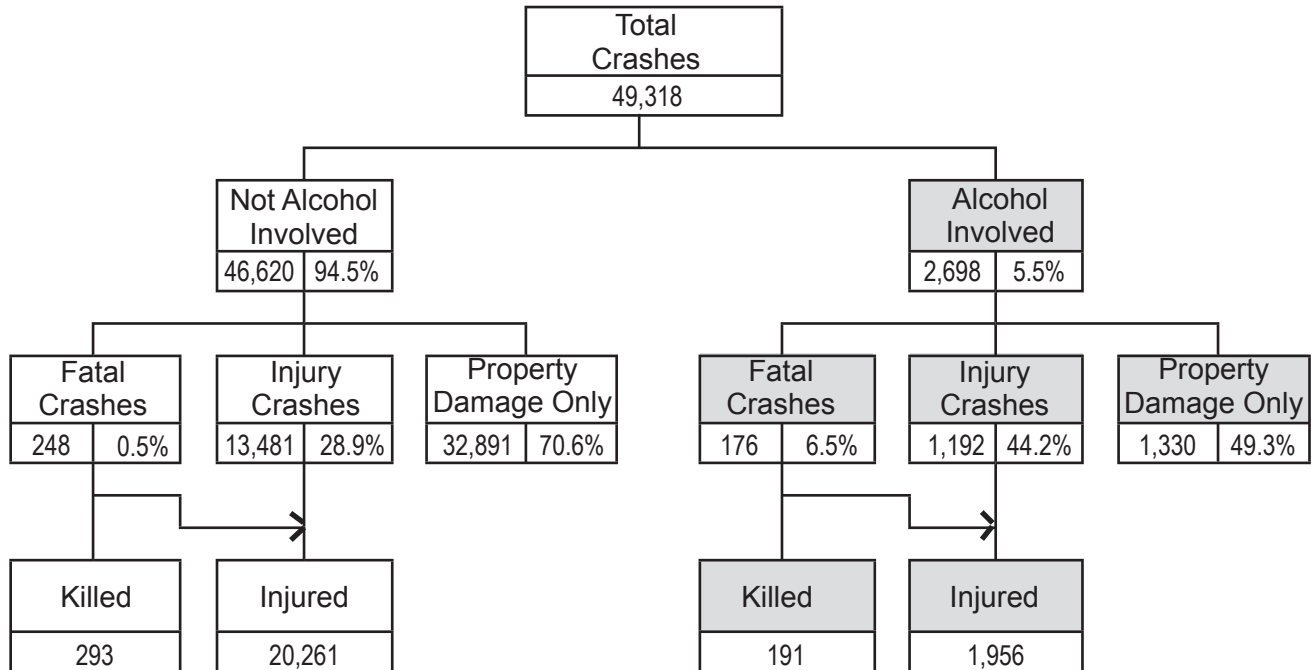 Total
Crashes
49,318
Not Alcohol
Involved
46,620 94.5%
Alcohol
Involved
2,698 5.5%
Fatal
Crashes
248 0.5%
Injury
Crashes
13,481 28.9%
Property
Damage Only
32,891 70.6%
Fatal
Crashes
176 6.5%
Injury
Crashes
1,192 44.2%
Property
Damage Only
1,330 49.3%
Killed
293
Injured
20,261
Killed
191
Injured
1,956